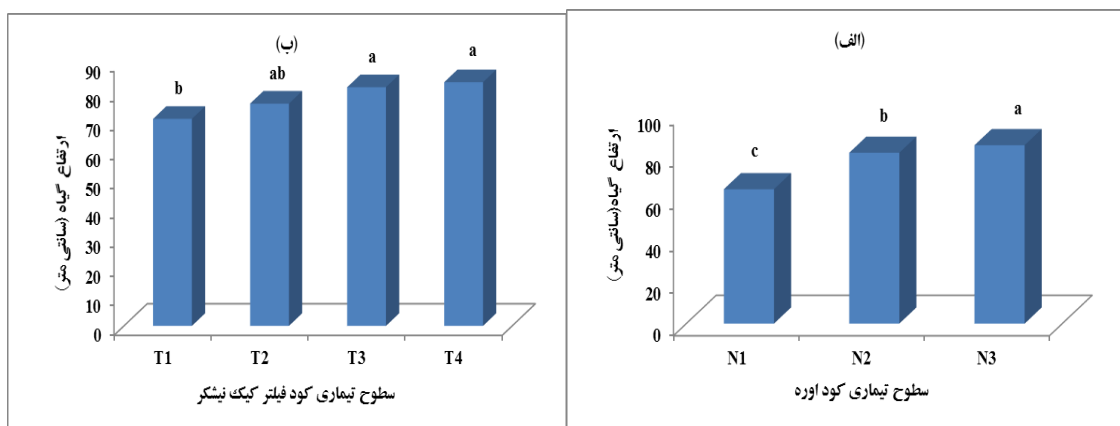 (الف)
ارتفاع گیاه(سانتی متر)
100
80
60
40
20
0
c
b
a
N1 N2 N3
سطوح تیماری کود اوره
(ب)
ارتفاع گیاه (سانتی متر)
90
80
70
60
50
40
30
20
10
0
b
ab
a
a
T1 T2 T3 T4
سطوح تیماری کود فیلتر کیک نیشکر